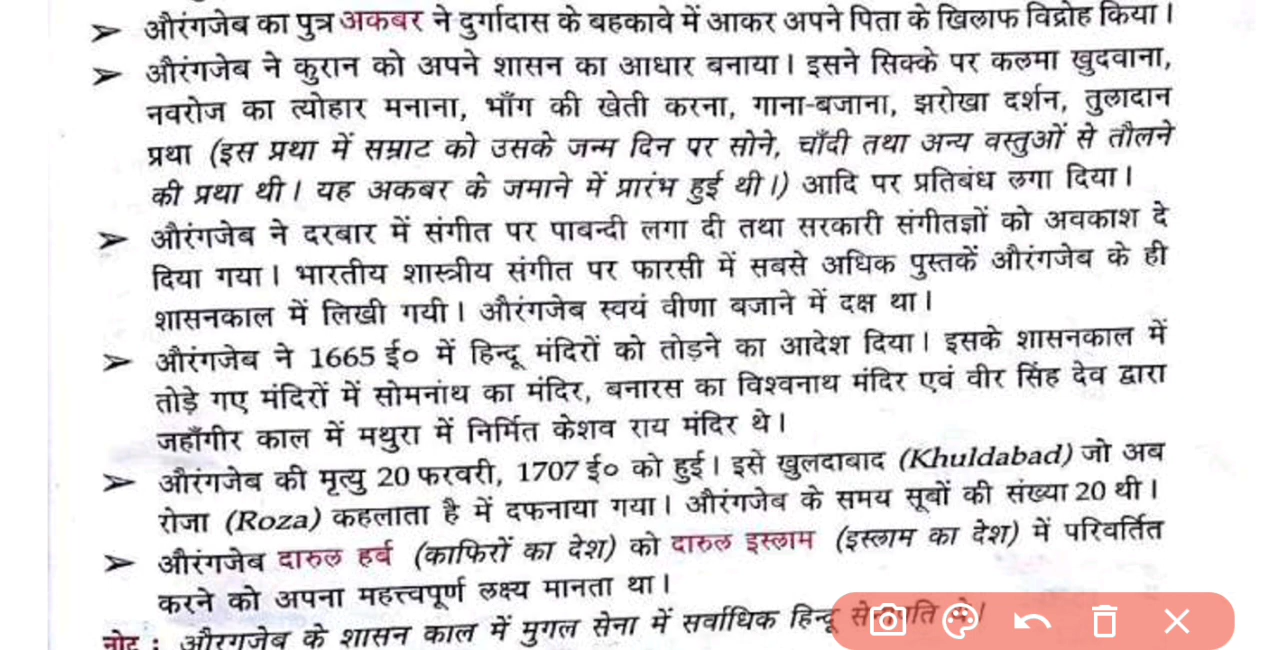 ➢ औरंगजेब का पुत्र अकबर ने दुर्गादास के बहकावे में आकर अपने पिता के खिलाफ विद्रोह किया।
➢ औरंगजेब ने कुरान को अपने शासन का आधार बनाया। इसने सिक्के पर कलमा खुदवाना,
नवरोज का त्योहार मनाना, भाँग की खेती करना, गाना-बजाना, झरोखा दर्शन, तुलादान
प्रथा (इस प्रथा में सम्राट को उसके जन्म दिन पर सोने, चाँदी तथा अन्य वस्तुओं से तौलने
की प्रथा थी। यह अकबर के जमाने में प्रारंभ हुई थी।) आदि पर प्रतिबंध लगा दिया।
➢ औरंगजेब ने दरबार में संगीत पर पाबन्दी लगा दी तथा सरकारी संगीतज्ञों को अवकाश दे
दिया गया। भारतीय शास्त्रीय संगीत पर फारसी में सबसे अधिक पुस्तकें औरंगजेब के ही
शासनकाल में लिखी गयी। औरंगजेब स्वयं वीणा बजाने में दक्ष था।
➢ औरंगजेब ने 1665 ई० में हिन्दू मंदिरों को तोड़ने का आदेश दिया। इसके शासनकाल में
तोड़े गए मंदिरों में सोमनांथ का मंदिर, बनारस का विश्वनाथ मंदिर एवं वीर सिंह देव द्वारा
जहाँगीर काल में मथुरा में निर्मित केशव राय मंदिर थे।
➢ औरंगजेब की मृत्यु 20 फरवरी, 1707 ई० को हुई। इसे खुलदाबाद (Khuldabad) जो अब
रोजा (Roza) कहलाता है में दफनाया गया। औरंगजेब के समय सूबों की संख्या 20 थी।
➢ औरंगजेब दारुल हर्ब (काफिरों का देश) को दारुल इस्लाम (इस्लाम का देश) में परिवर्तित
करने को अपना महत्त्वपूर्ण लक्ष्य मानता था।
नोट : औरंगजेब के शासन काल में मुगल सेना में सर्वाधिक हिन्दू सेनापति थे।